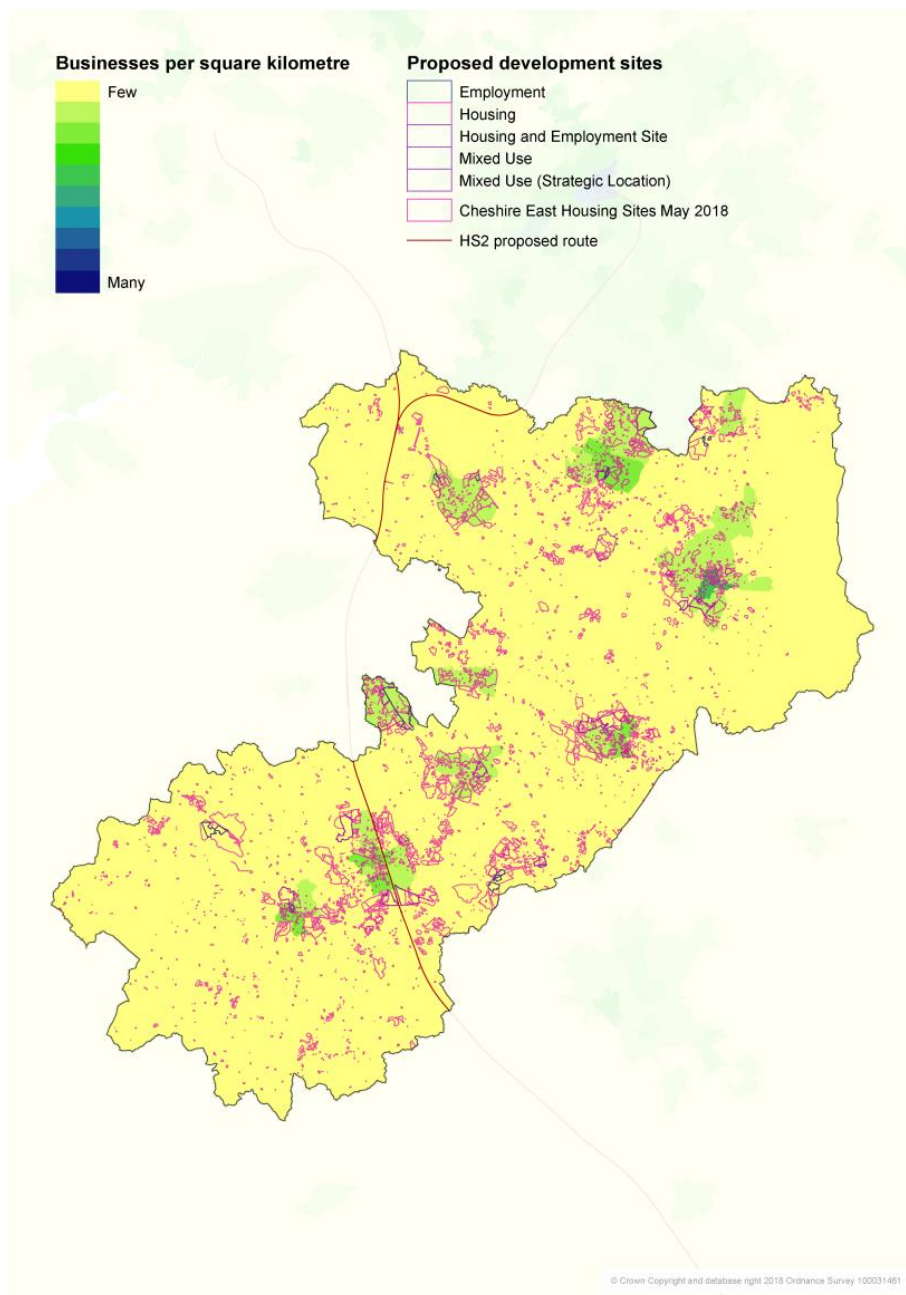 Businesses per square kilometre
Few
Many
Proposed development sites
Employment
Housing
Housing and Employment Site
Mixed Use
Mixed Use (Strategic Location)
Cheshire East Housing Sites May 2018
HS2 proposed route
© Crown Copyright and database right 2018 Ordnance Survey 100031461